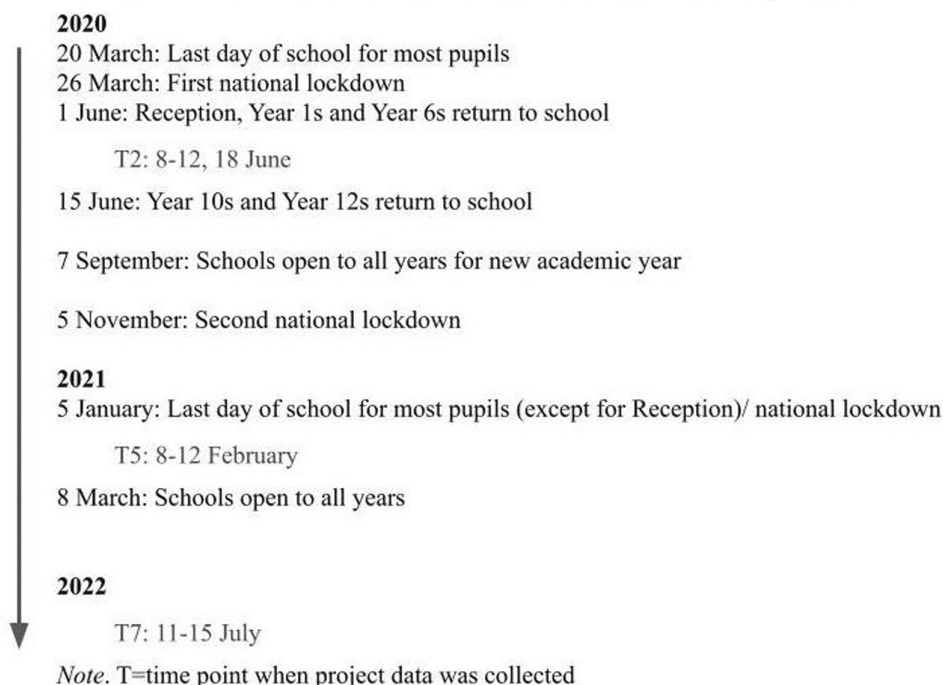 2020
20 March: Last day of school for most pupils
26 March: First national lockdown
1 June: Reception, Year 1s and Year 6s return to school
T2: 8-12, 18 June
15 June: Year 10s and Year 12s return to school
7 September: Schools open to all years for new academic year
5 November: Second national lockdown
2021
5 January: Last day of school for most pupils (except for Reception)/ national lockdown
T5: 8-12 February
8 March: Schools open to all years
2022
T7: 11-15 July
Note. T=time point when project data was collected